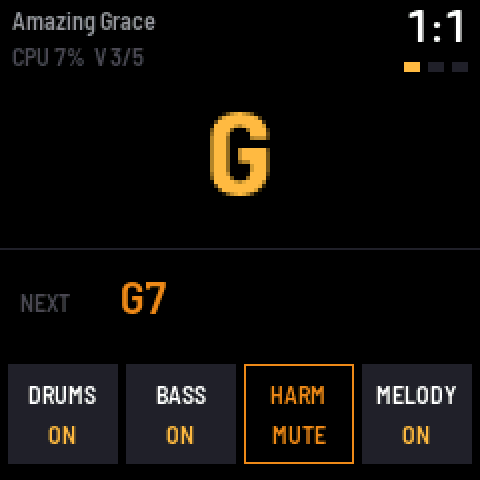 Amazing Grace
1:1
CPU 7% V 3/5
G
NEXT G7
DRUMS BASS HARM MELODY
ON ON MUTE ON